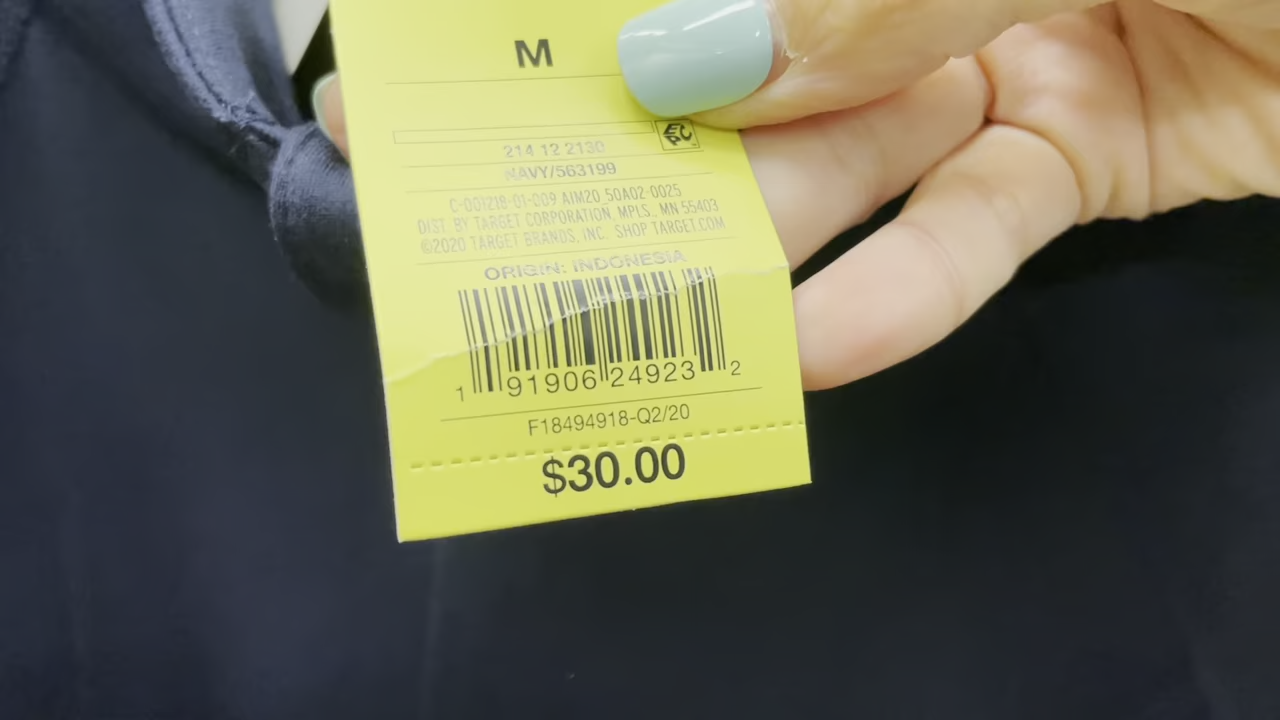 M
EPC
214 12 2130
NAVY/563199
C-001218-01-009 AIM20 50A02-0025
DIST. BY TARGET CORPORATION, MPLS., MN 55403
©2020 TARGET BRANDS, INC. SHOP TARGET.COM
ORIGIN: INDONESIA
1 91906 24923 2
F18494918-Q2/20
$30.00